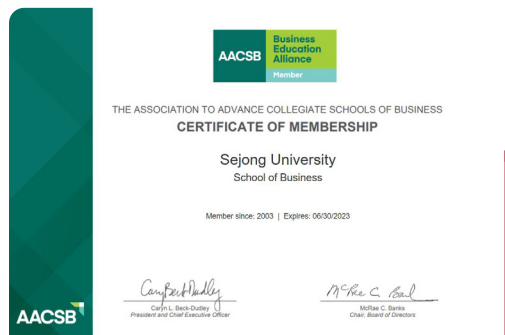 AACSB
Business
Education
Alliance
Member
THE ASSOCIATION TO ADVANCE COLLEGIATE SCHOOLS OF BUSINESS
CERTIFICATE OF MEMBERSHIP
Sejong University
School of Business
Member since: 2003 | Expires: 06/30/2023
Caryn L. Beck-Dudley
President and Chief Executive Officer
McRae C. Banks
Chair, Board of Directors
AACSB